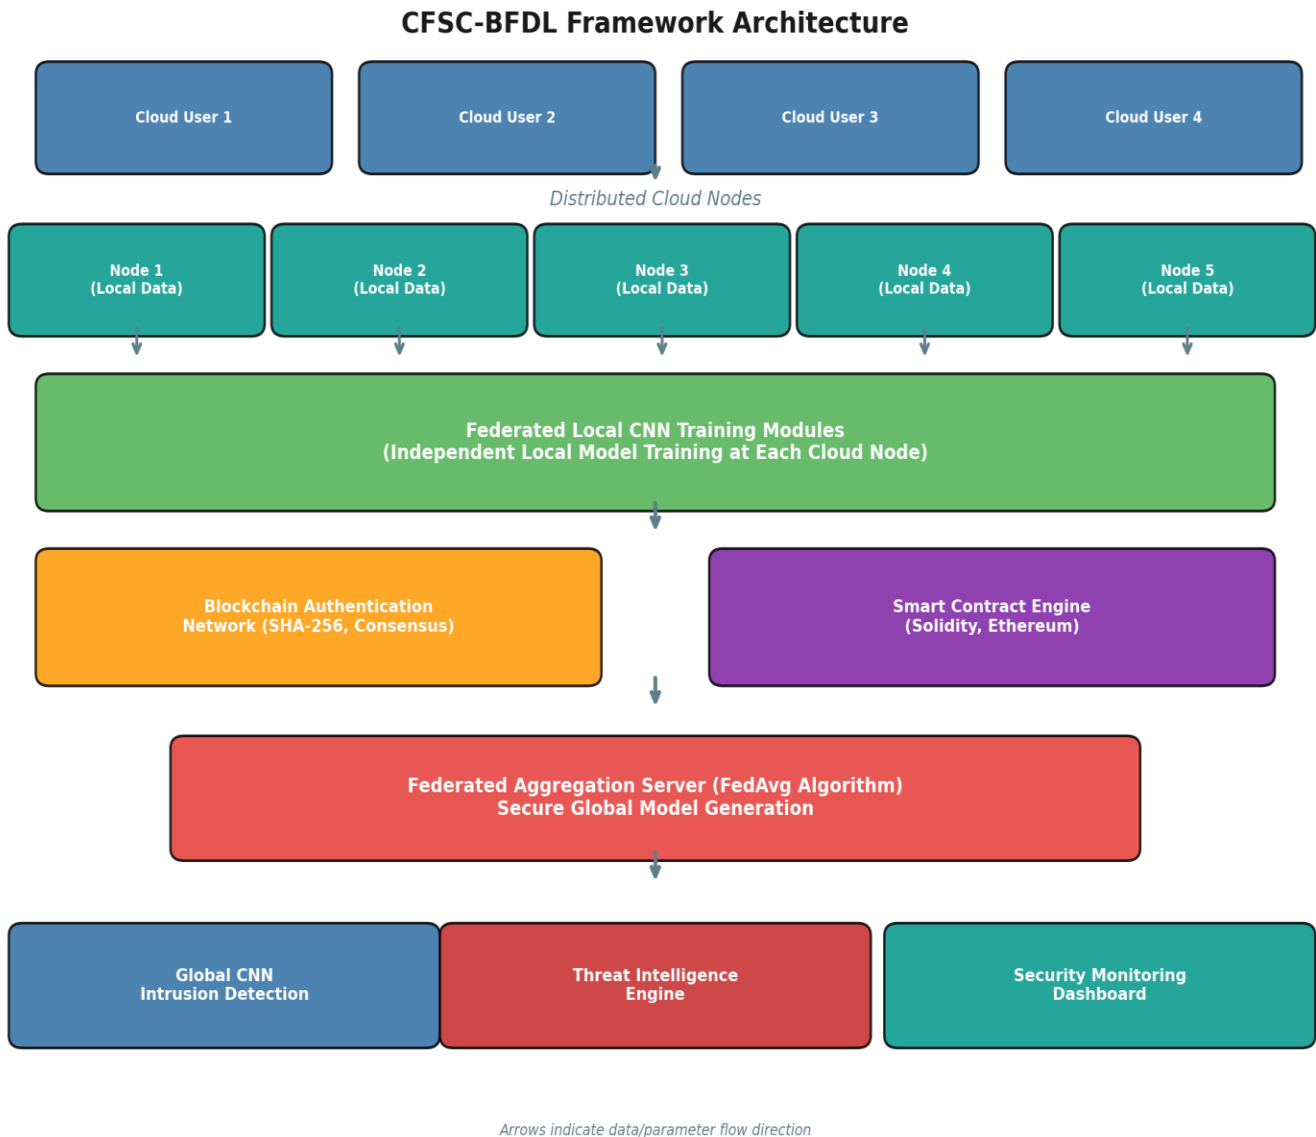 CFSC-BFDL Framework Architecture
Cloud User 1
Cloud User 2
Cloud User 3
Cloud User 4
Distributed Cloud Nodes
Node 1
(Local Data)
Node 2
(Local Data)
Node 3
(Local Data)
Node 4
(Local Data)
Node 5
(Local Data)
Federated Local CNN Training Modules
(Independent Local Model Training at Each Cloud Node)
Blockchain Authentication
Network (SHA-256, Consensus)
Smart Contract Engine
(Solidity, Ethereum)
Federated Aggregation Server (FedAvg Algorithm)
Secure Global Model Generation
Global CNN
Intrusion Detection
Threat Intelligence
Engine
Security Monitoring
Dashboard
Arrows indicate data/parameter flow direction